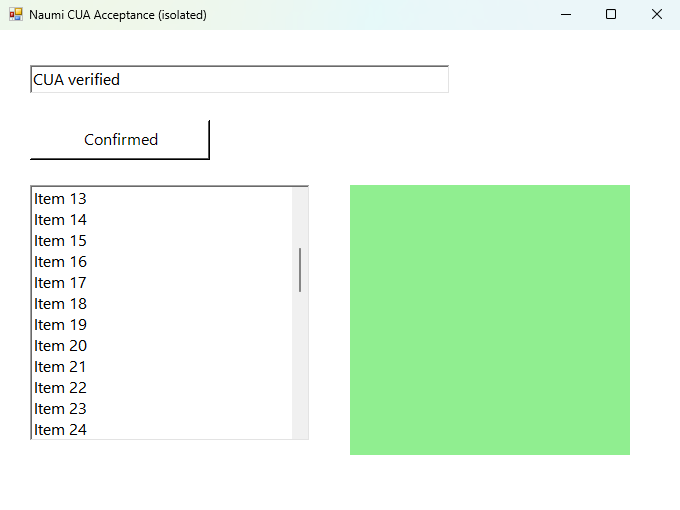 Naumi CUA Acceptance (isolated)
CUA verified
Confirmed
Item 13
Item 14
Item 15
Item 16
Item 17
Item 18
Item 19
Item 20
Item 21
Item 22
Item 23
Item 24